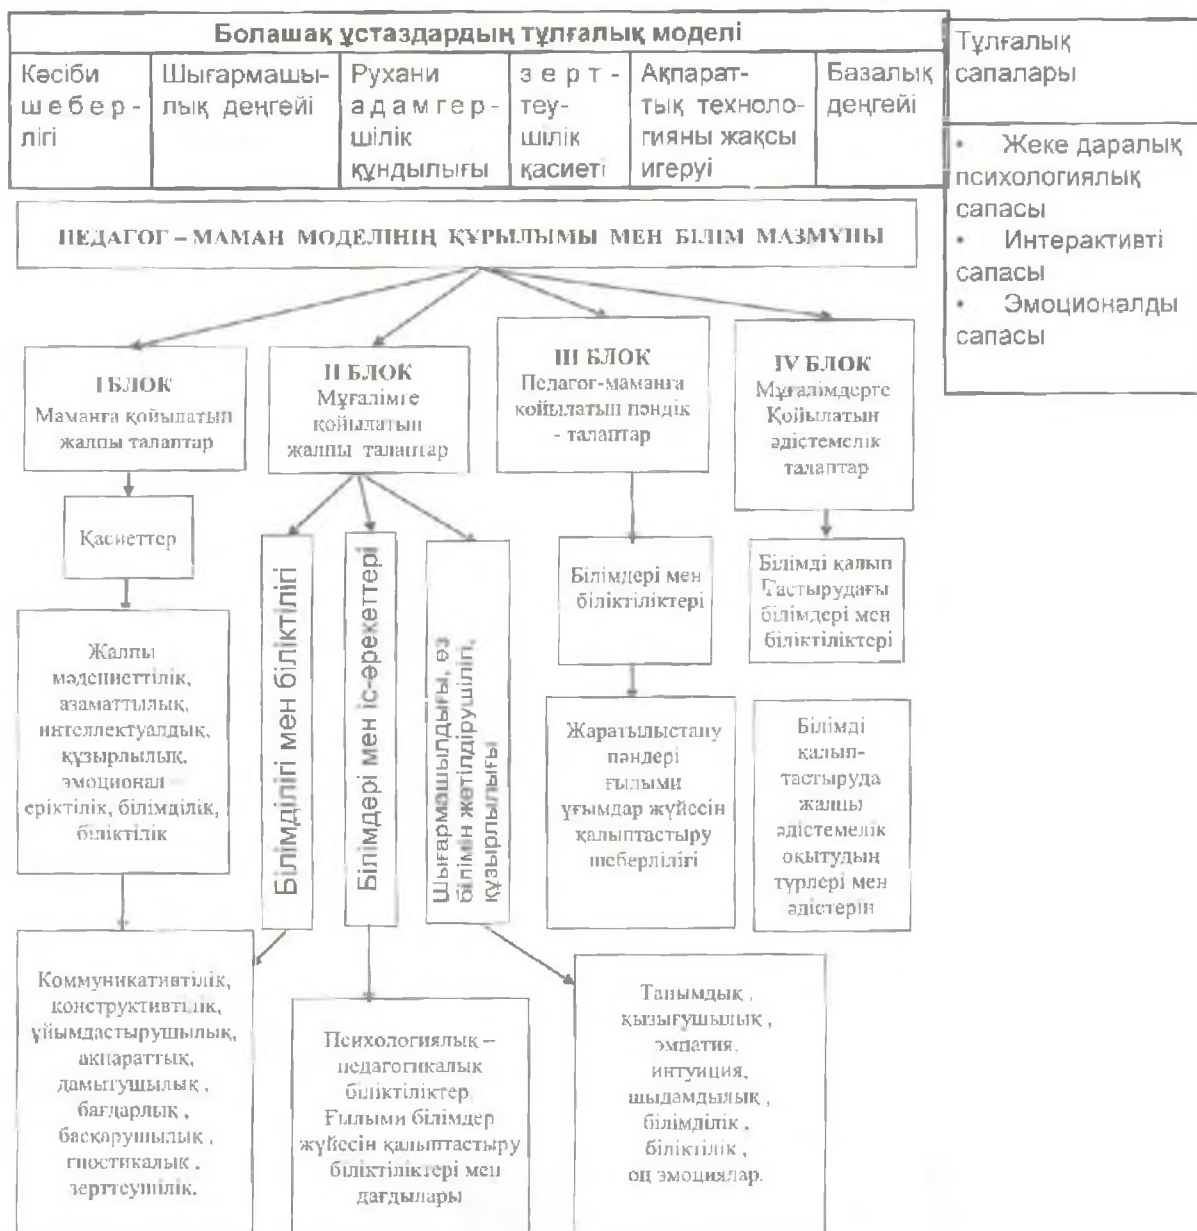 Болашақ ұстаздардың тұлғалық моделі
Кәсіби
шебер-
лігі
Шығармашы-
лық деңгейі
Рухани
адамгер-
шілік
құндылығы
зерт-
теу-
шілік
қасиеті
Ақпарат-
тық техноло-
гияны жақсы
игеруі
Базалық
деңгейі
Тұлғалық
сапалары
• Жеке даралық
психологиялық
сапасы
• Интерактивті
сапасы
• Эмоционалды
сапасы
ПЕДАГОГ – МАМАН МОДЕЛІНІҢ ҚҰРЫЛЫМЫ МЕН БІЛІМ МАЗМҰНЫ
I БЛОК
Маманға қойылатын
жалпы талаптар
II БЛОК
Мұғалімге
қойылатын
жалпы талаптар
III БЛОК
Педагог-маманға
қойылатын пәндік
- талаптар
IV БЛОК
Мұғалімдерге
Қойылатын
әдістемелік
талаптар
Қасиеттер
Білімділігі мен біліктілігі
Білімдері мен іс-әрекеттері
Шығармашылдығы, өз
білімін жетілдірушілігі,
құзырлылығы
Білімдері мен
біліктіліктері
Білімді қалып
Тастырудағы
білімдері мен
біліктіліктері
Жалпы
мәдениеттілік,
азаматтылық,
интеллектуалдық,
құзырлылық,
эмоционал –
еріктілік, білімділік,
біліктілік
Жаратылыстану
пәндері
ғылыми
ұғымдар жүйесін
қалыптастыру
шеберлілігі
Білімді
қалып-
тастыруда
жалпы
әдістемелік
оқытудың
түрлері мен
әдістерін
Коммуникативтілік,
конструктивтілік,
ұйымдастырушылық,
ақпараттық,
дамытушылық ,
бағдарлық ,
басқарушылық ,
гностикалық ,
зерттеушілік.
Психологиялық –
педагогикалық
біліктіліктер
Ғылыми білімдер
жүйесін қалыптастыру
біліктіліктері мен
дағдылары
Танымдық ,
қызығушылық ,
эмпатия,
интуиция,
шыдамдылық ,
білімділік ,
біліктілік ,
оң эмоциялар.